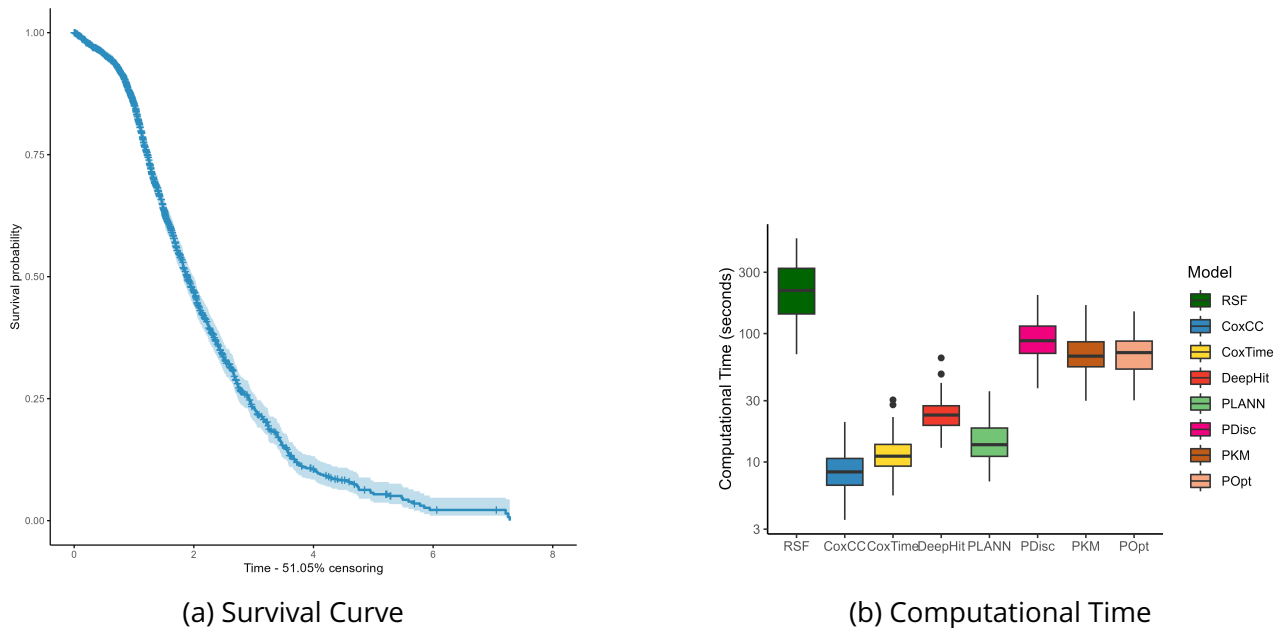 1.00
0.75
0.50
0.25
0.00
Survival probability
0 2 4 6 8
Time - 51.05% censoring
(a) Survival Curve
300
100
30
10
3
Computational Time (seconds)
RSF CoxCC CoxTime DeepHit PLANN PDisc PKM POpt
Model
RSF
CoxCC
CoxTime
DeepHit
PLANN
PDisc
PKM
POpt
(b) Computational Time